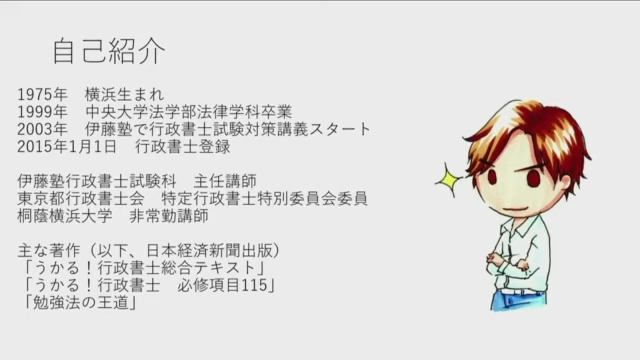 自己紹介
1975年　横浜生まれ
1999年　中央大学法学部法律学科卒業
2003年　伊藤塾で行政書士試験対策講義スタート
2015年1月1日　行政書士登録
伊藤塾行政書士試験科　主任講師
東京都行政書士会　特定行政書士特別委員会委員
桐蔭横浜大学　非常勤講師
主な著作（以下、日本経済新聞出版）
「うかる！行政書士総合テキスト」
「うかる！行政書士　必修項目115」
「勉強法の王道」